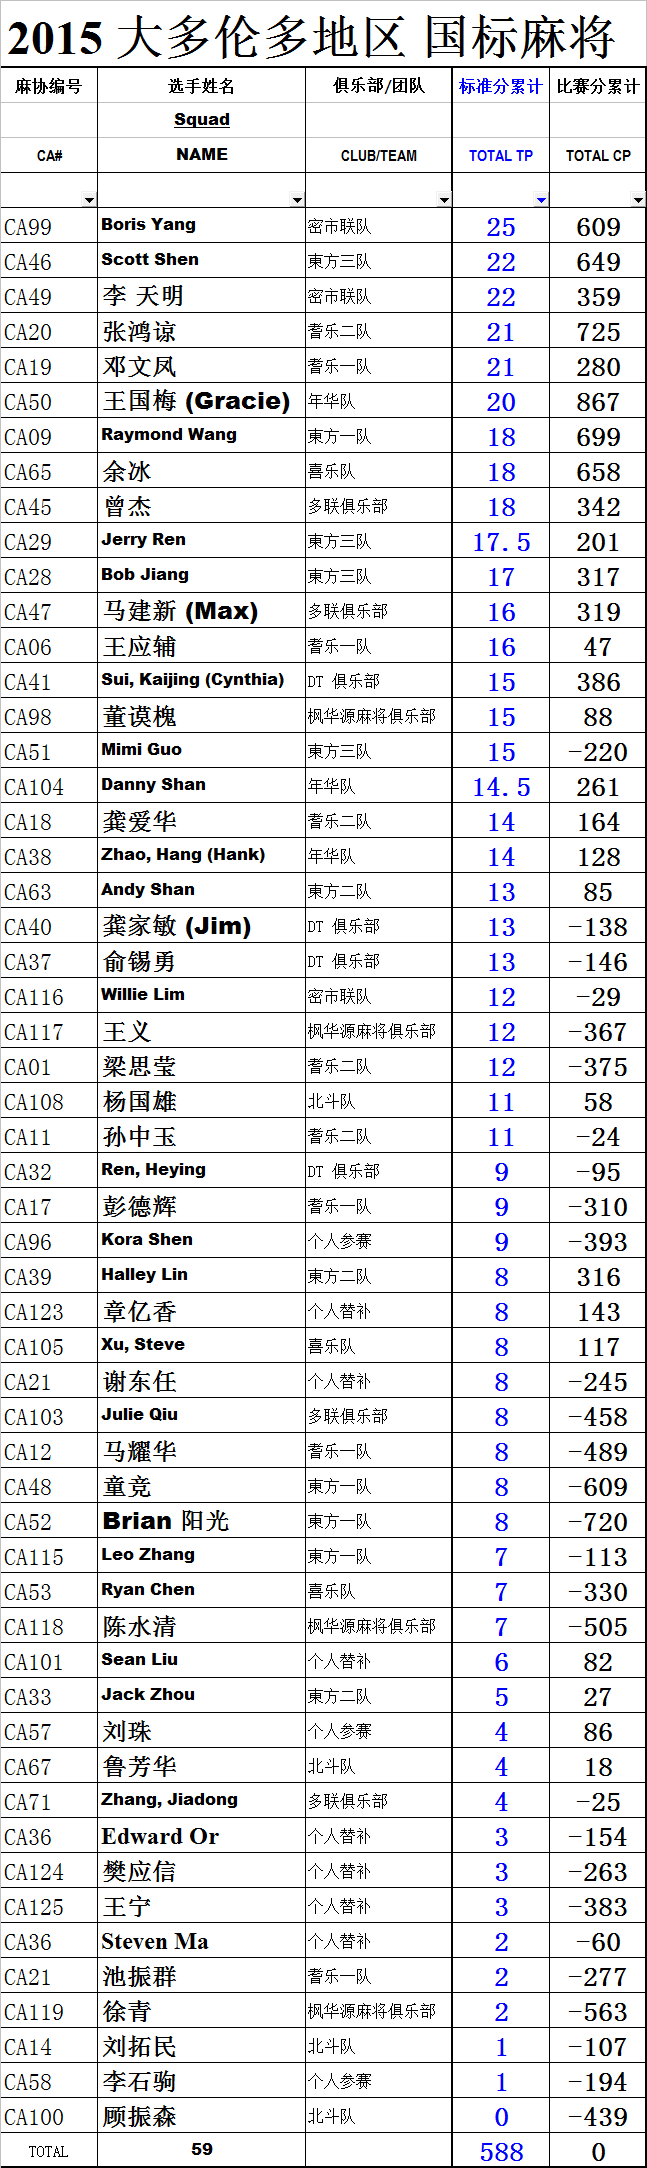 2015 大多伦多地区 国标麻将
麻协编号 选手姓名 俱乐部/团队 标准分累计 比赛分累计
Squad
CA# NAME CLUB/TEAM TOTAL TP TOTAL CP
CA99 Boris Yang 密市联队 25 609
CA46 Scott Shen 東方三队 22 649
CA49 李 天明 密市联队 22 359
CA20 张鸿谅 耆乐二队 21 725
CA19 邓文凤 耆乐一队 21 280
CA50 王国梅 (Gracie) 年华队 20 867
CA09 Raymond Wang 東方一队 18 699
CA65 余冰 喜乐队 18 658
CA45 曾杰 多联俱乐部 18 342
CA29 Jerry Ren 東方三队 17.5 201
CA28 Bob Jiang 東方三队 17 317
CA47 马建新 (Max) 多联俱乐部 16 319
CA06 王应辅 耆乐一队 16 47
CA41 Sui, Kaijing (Cynthia) DT 俱乐部 15 386
CA98 董谟槐 枫华源麻将俱乐部 15 88
CA51 Mimi Guo 東方三队 15 -220
CA104 Danny Shan 年华队 14.5 261
CA18 龚爱华 耆乐二队 14 164
CA38 Zhao, Hang (Hank) 年华队 14 128
CA63 Andy Shan 東方二队 13 85
CA40 龚家敏 (Jim) DT 俱乐部 13 -138
CA37 俞锡勇 DT 俱乐部 13 -146
CA116 Willie Lim 密市联队 12 -29
CA117 王义 枫华源麻将俱乐部 12 -367
CA01 梁思莹 耆乐二队 12 -375
CA108 杨国雄 北斗队 11 58
CA11 孙中玉 耆乐二队 11 -24
CA32 Ren, Heying DT 俱乐部 9 -95
CA17 彭德辉 耆乐一队 9 -310
CA96 Kora Shen 个人参赛 9 -393
CA39 Halley Lin 東方二队 8 316
CA123 章亿香 个人替补 8 143
CA105 Xu, Steve 喜乐队 8 117
CA21 谢东任 个人替补 8 -245
CA103 Julie Qiu 多联俱乐部 8 -458
CA12 马耀华 耆乐一队 8 -489
CA48 童竞 東方一队 8 -609
CA52 Brian 阳光 東方一队 8 -720
CA115 Leo Zhang 東方一队 7 -113
CA53 Ryan Chen 喜乐队 7 -330
CA118 陈水清 枫华源麻将俱乐部 7 -505
CA101 Sean Liu 个人替补 6 82
CA33 Jack Zhou 東方二队 5 27
CA57 刘珠 个人参赛 4 86
CA67 鲁芳华 北斗队 4 18
CA71 Zhang, Jiadong 多联俱乐部 4 -25
CA36 Edward Or 个人替补 3 -154
CA124 樊应信 个人替补 3 -263
CA125 王宁 个人替补 3 -383
CA36 Steven Ma 个人替补 2 -60
CA21 池振群 耆乐一队 2 -277
CA119 徐青 枫华源麻将俱乐部 2 -563
CA14 刘拓民 北斗队 1 -107
CA58 李石驹 个人参赛 1 -194
CA100 顾振森 北斗队 0 -439
TOTAL 59 588 0